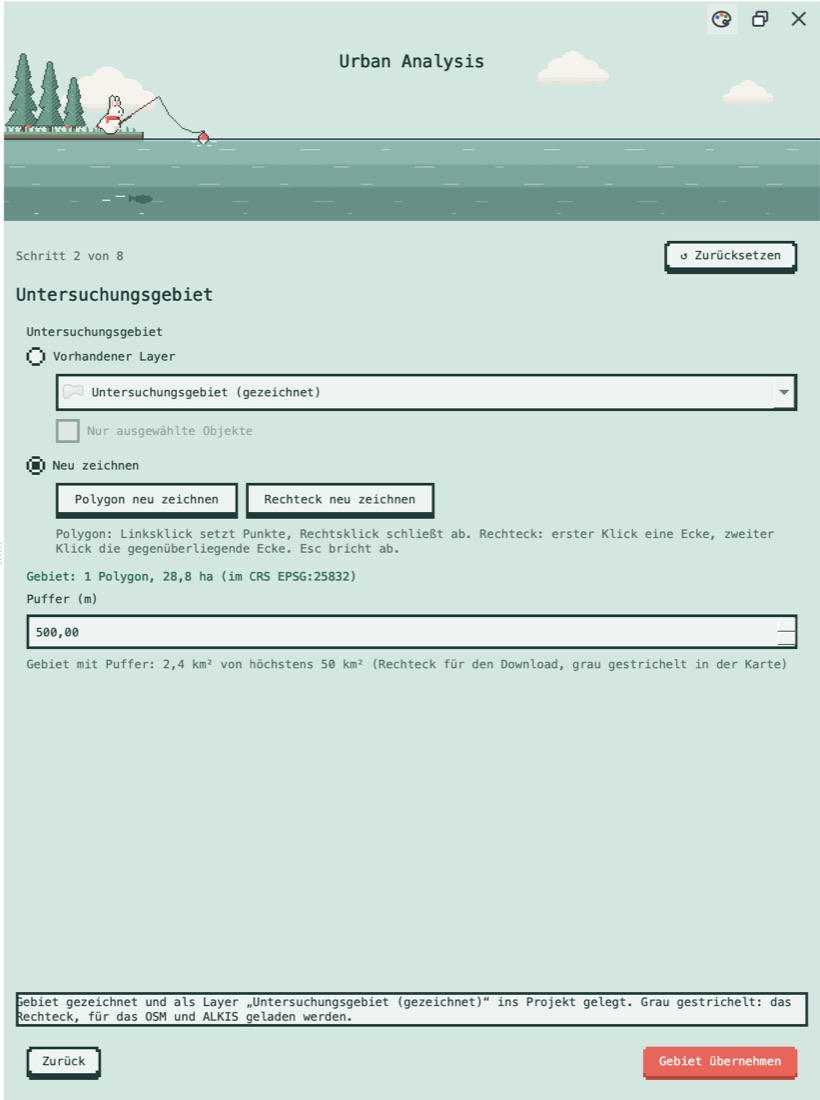 Urban Analysis
Schritt 2 von 8
↺ Zurücksetzen
Untersuchungsgebiet
Untersuchungsgebiet
Vorhandener Layer
Untersuchungsgebiet (gezeichnet)
Nur ausgewählte Objekte
Neu zeichnen
Polygon neu zeichnen
Rechteck neu zeichnen
Polygon: Linksklick setzt Punkte, Rechtsklick schließt ab. Rechteck: erster Klick eine Ecke, zweiter
Klick die gegenüberliegende Ecke. Esc bricht ab.
Gebiet: 1 Polygon, 28,8 ha (im CRS EPSG:25832)
Puffer (m)
500,00
Gebiet mit Puffer: 2,4 km² von höchstens 50 km² (Rechteck für den Download, grau gestrichelt in der Karte)
Gebiet gezeichnet und als Layer „Untersuchungsgebiet (gezeichnet)“ ins Projekt gelegt. Grau gestrichelt: das
Rechteck, für das OSM und ALKIS geladen werden.
Zurück
Gebiet übernehmen